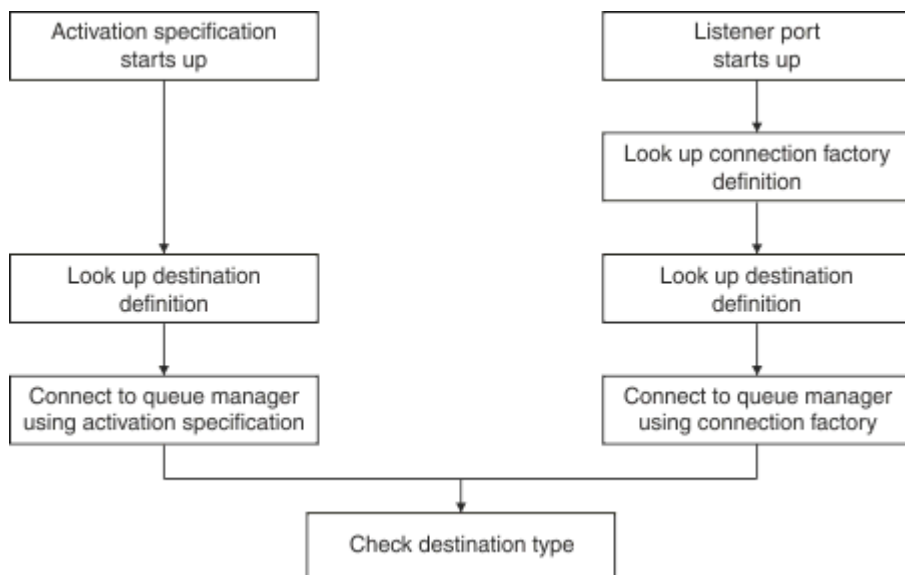 Activation specification
starts up
Listener port
starts up
Look up connection factory
definition
Look up destination
definition
Look up destination
definition
Connect to queue manager
using activation specification
Connect to queue manager
using connection factory
Check destination type